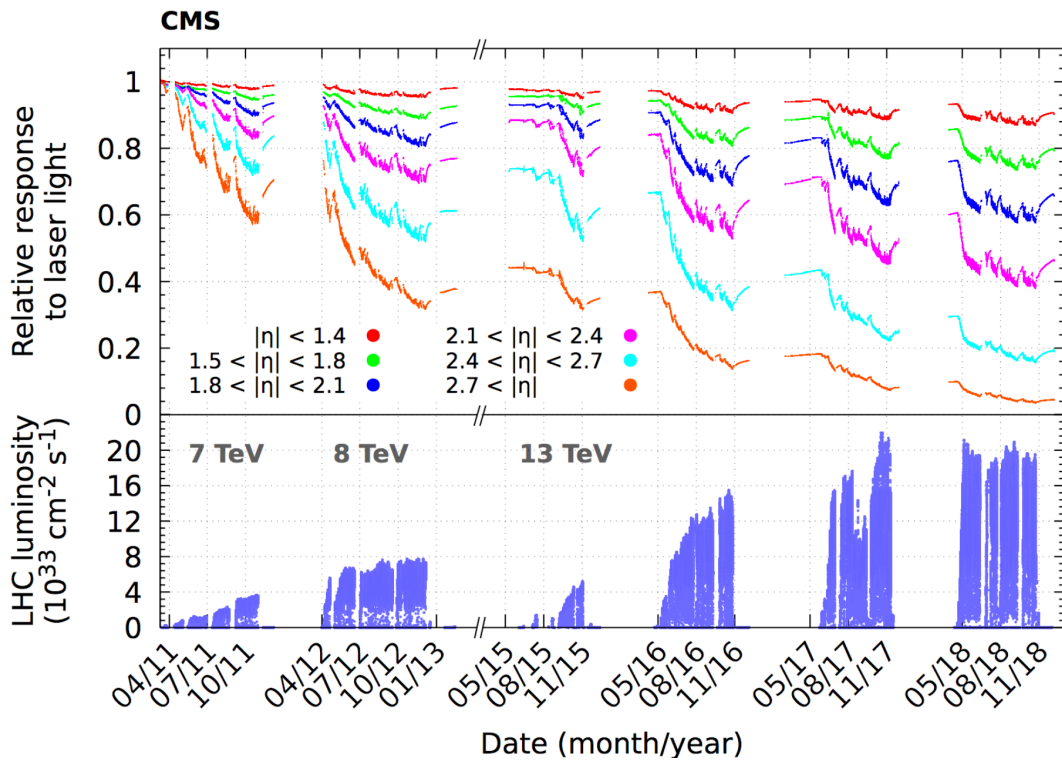 CMS
Relative response
to laser light
1
0.8
0.6
0.4
0.2
0
|η| < 1.4
1.5 < |η| < 1.8
1.8 < |η| < 2.1
2.1 < |η| < 2.4
2.4 < |η| < 2.7
2.7 < |η|
LHC luminosity
(10³³ cm⁻² s⁻¹)
20
16
12
8
4
0
7 TeV
8 TeV
13 TeV
04/11
07/11
10/11
04/12
07/12
10/12
01/13
05/15
08/15
11/15
05/16
08/16
11/16
05/17
08/17
11/17
05/18
08/18
11/18
Date (month/year)